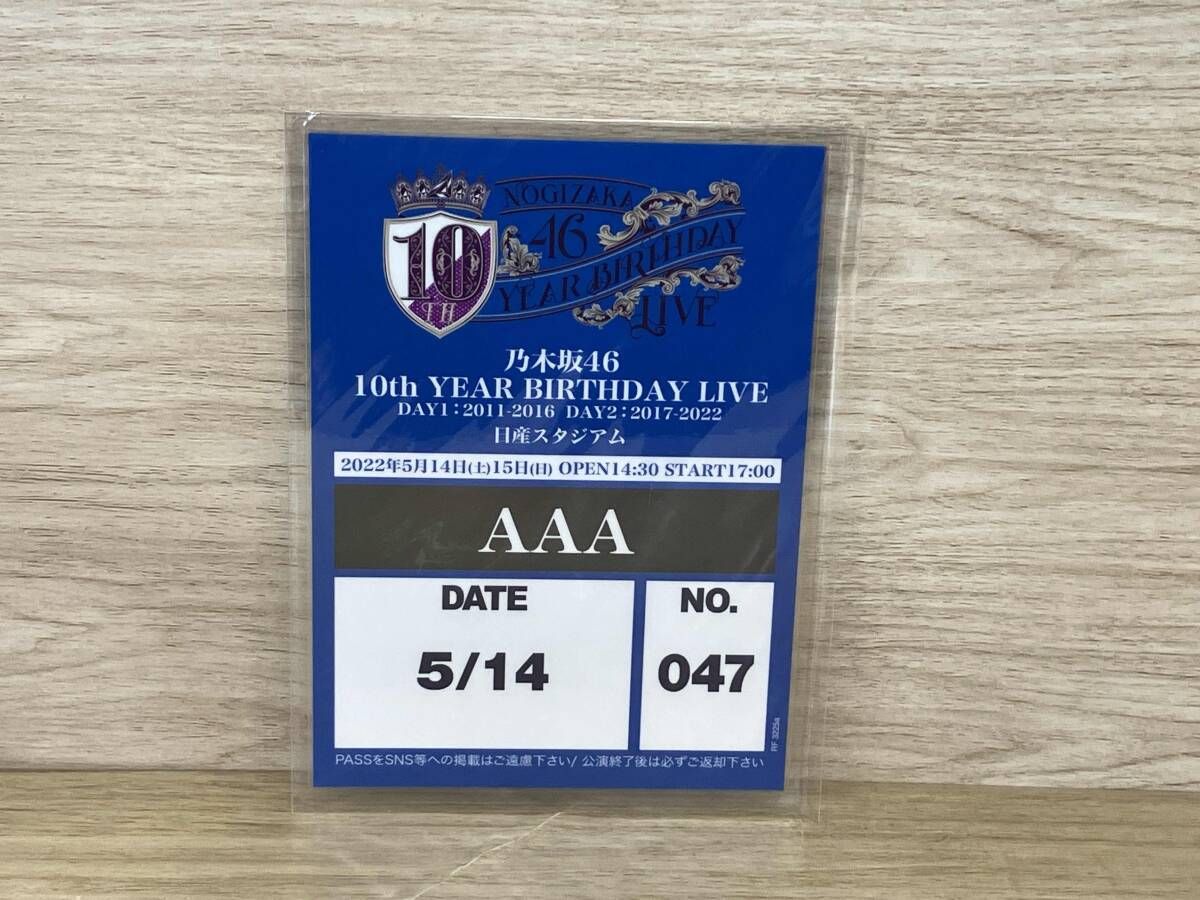 10
TH
NOGIZAKA
46
YEAR BIRTHDAY
LIVE
乃木坂46
10th YEAR BIRTHDAY LIVE
DAY1：2011-2016 DAY2：2017-2022
日産スタジアム
2022年5月14日(土)15日(日) OPEN14:30 START17:00
AAA
DATE
5/14
NO.
047
RF 3225a
PASSをSNS等への掲載はご遠慮下さい/ 公演終了後は必ずご返却下さい